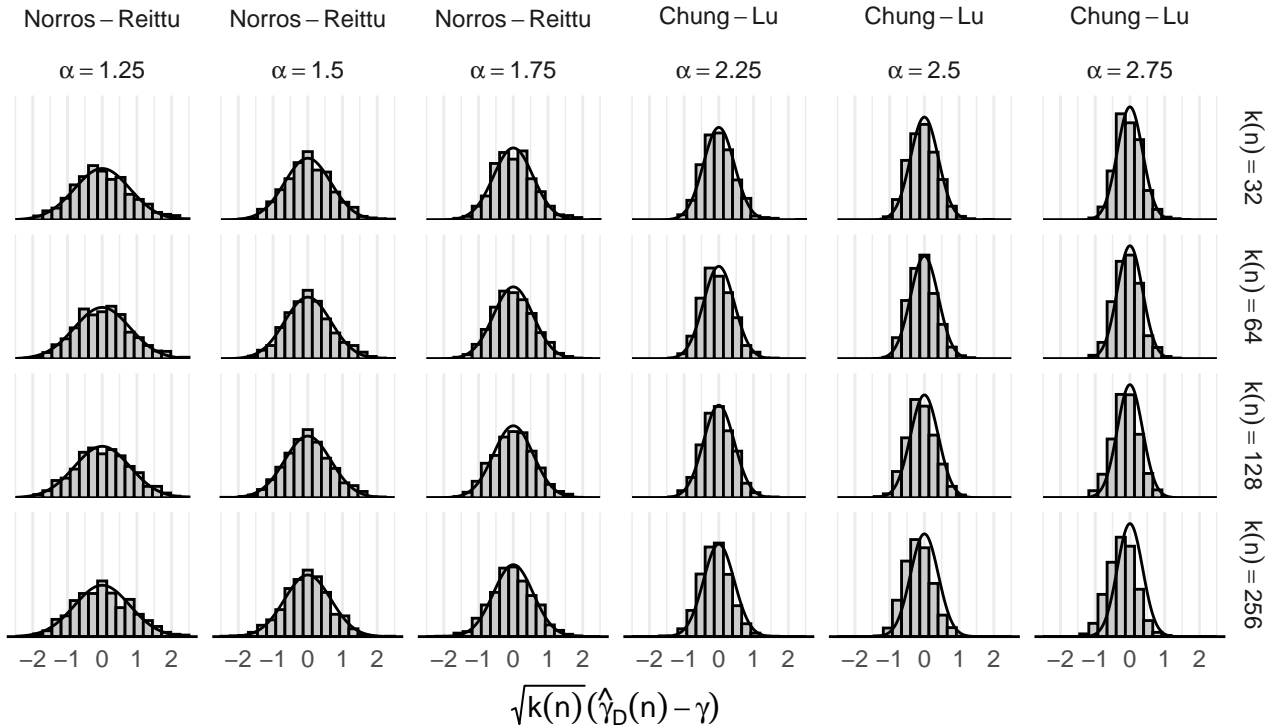 Norros – Reittu Norros – Reittu Norros – Reittu Chung – Lu Chung – Lu Chung – Lu
α = 1.25 α = 1.5 α = 1.75 α = 2.25 α = 2.5 α = 2.75
k(n) = 32
k(n) = 64
k(n) = 128
k(n) = 256
−2 −1 0 1 2 −2 −1 0 1 2 −2 −1 0 1 2 −2 −1 0 1 2 −2 −1 0 1 2 −2 −1 0 1 2
√k(n) (γ̂_D(n) − γ)